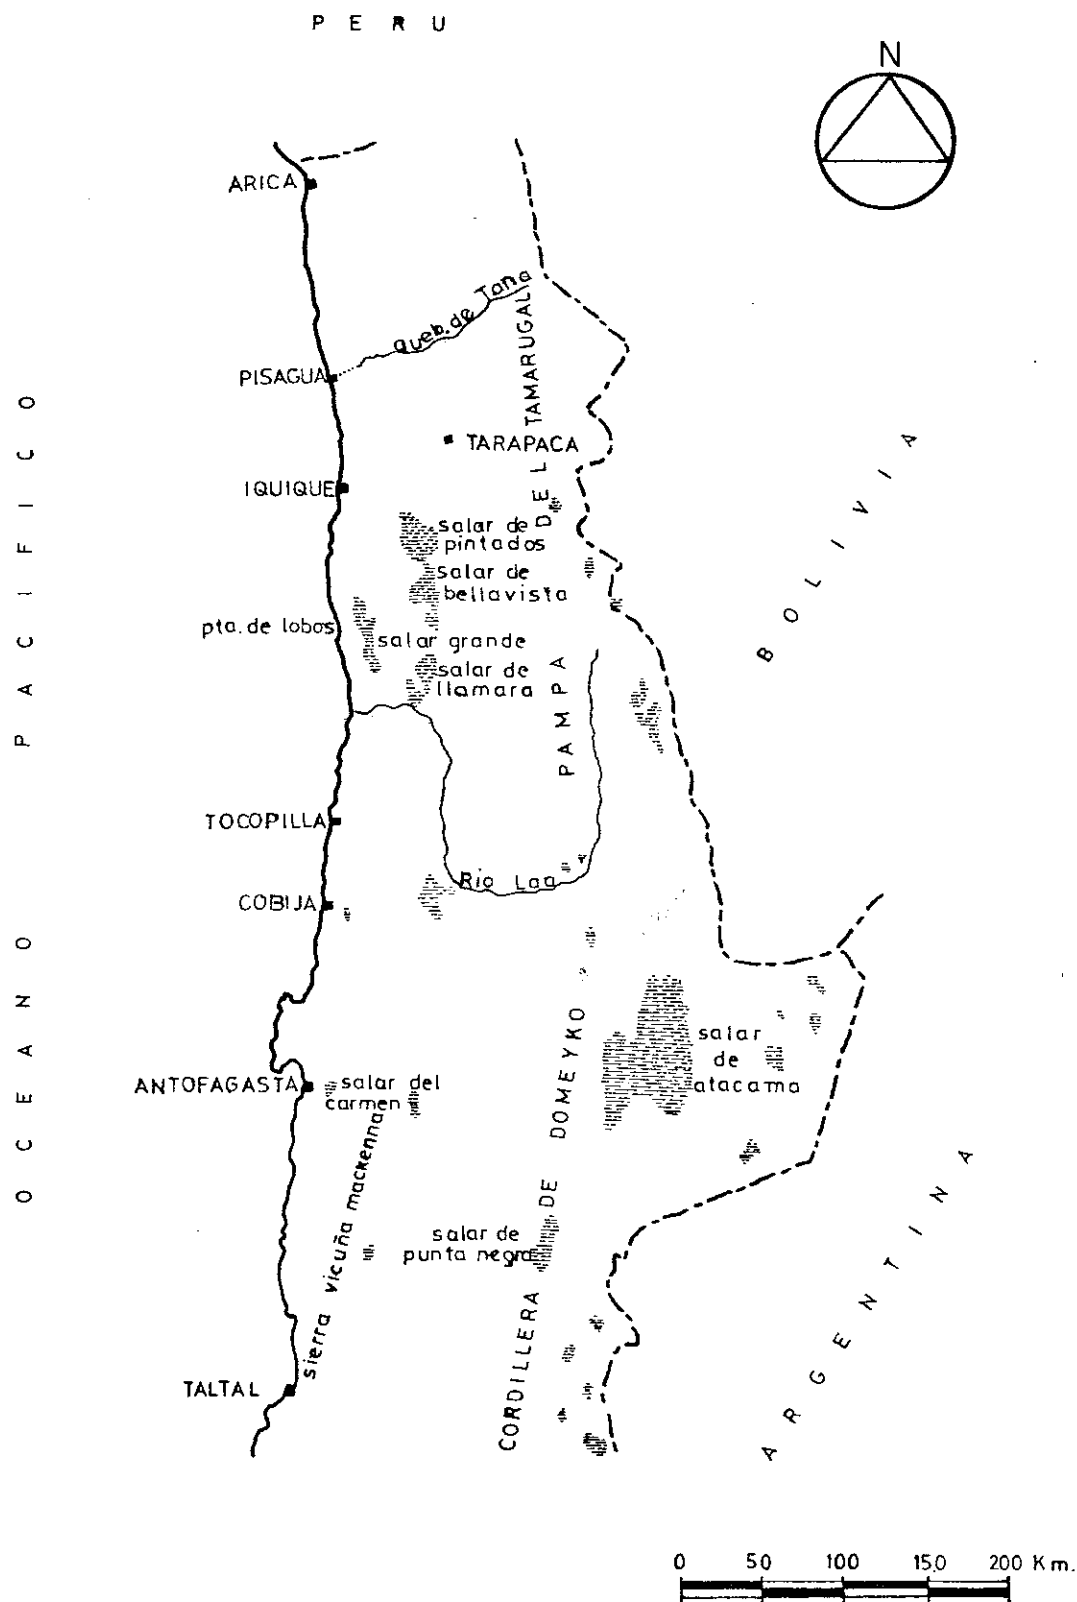 PERU
N
ARICA
queb. de Tana
PISAGUA
TARAPACA
IQUIQUE
PAMPA DEL TAMARUGAL
salar de
pintados
salar de
bellavista
pta. de lobos
salar grande
salar de
llamara
OCEANO PACIFICO
BOLIVIA
TOCOPILLA
Río Loa
COBIJA
salar
de
atacama
ANTOFAGASTA
salar del
carmen
sierra vicuña mackenna
salar de
punta negra
CORDILLERA DE DOMEYKO
ARGENTINA
TALTAL
0 50 100 150 200 Km.